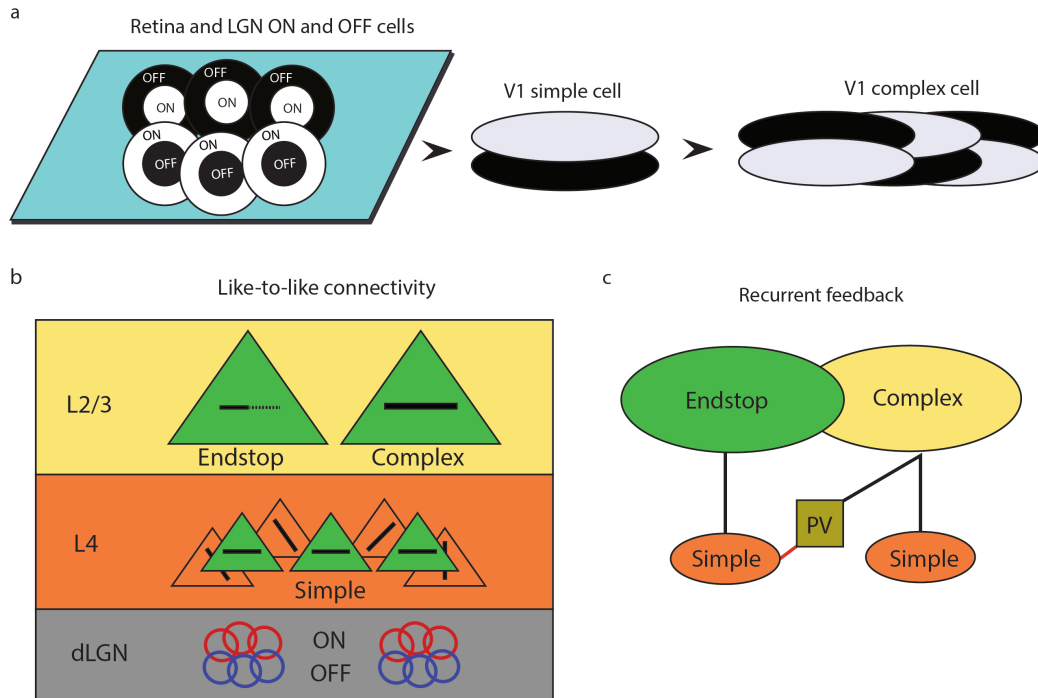 a
Retina and LGN ON and OFF cells
OFF OFF OFF
ON ON ON
ON ON ON
OFF OFF OFF
V1 simple cell
V1 complex cell
b
Like-to-like connectivity
L2/3
Endstop Complex
L4
Simple
dLGN
ON
OFF
c
Recurrent feedback
Endstop
Complex
PV
Simple
Simple